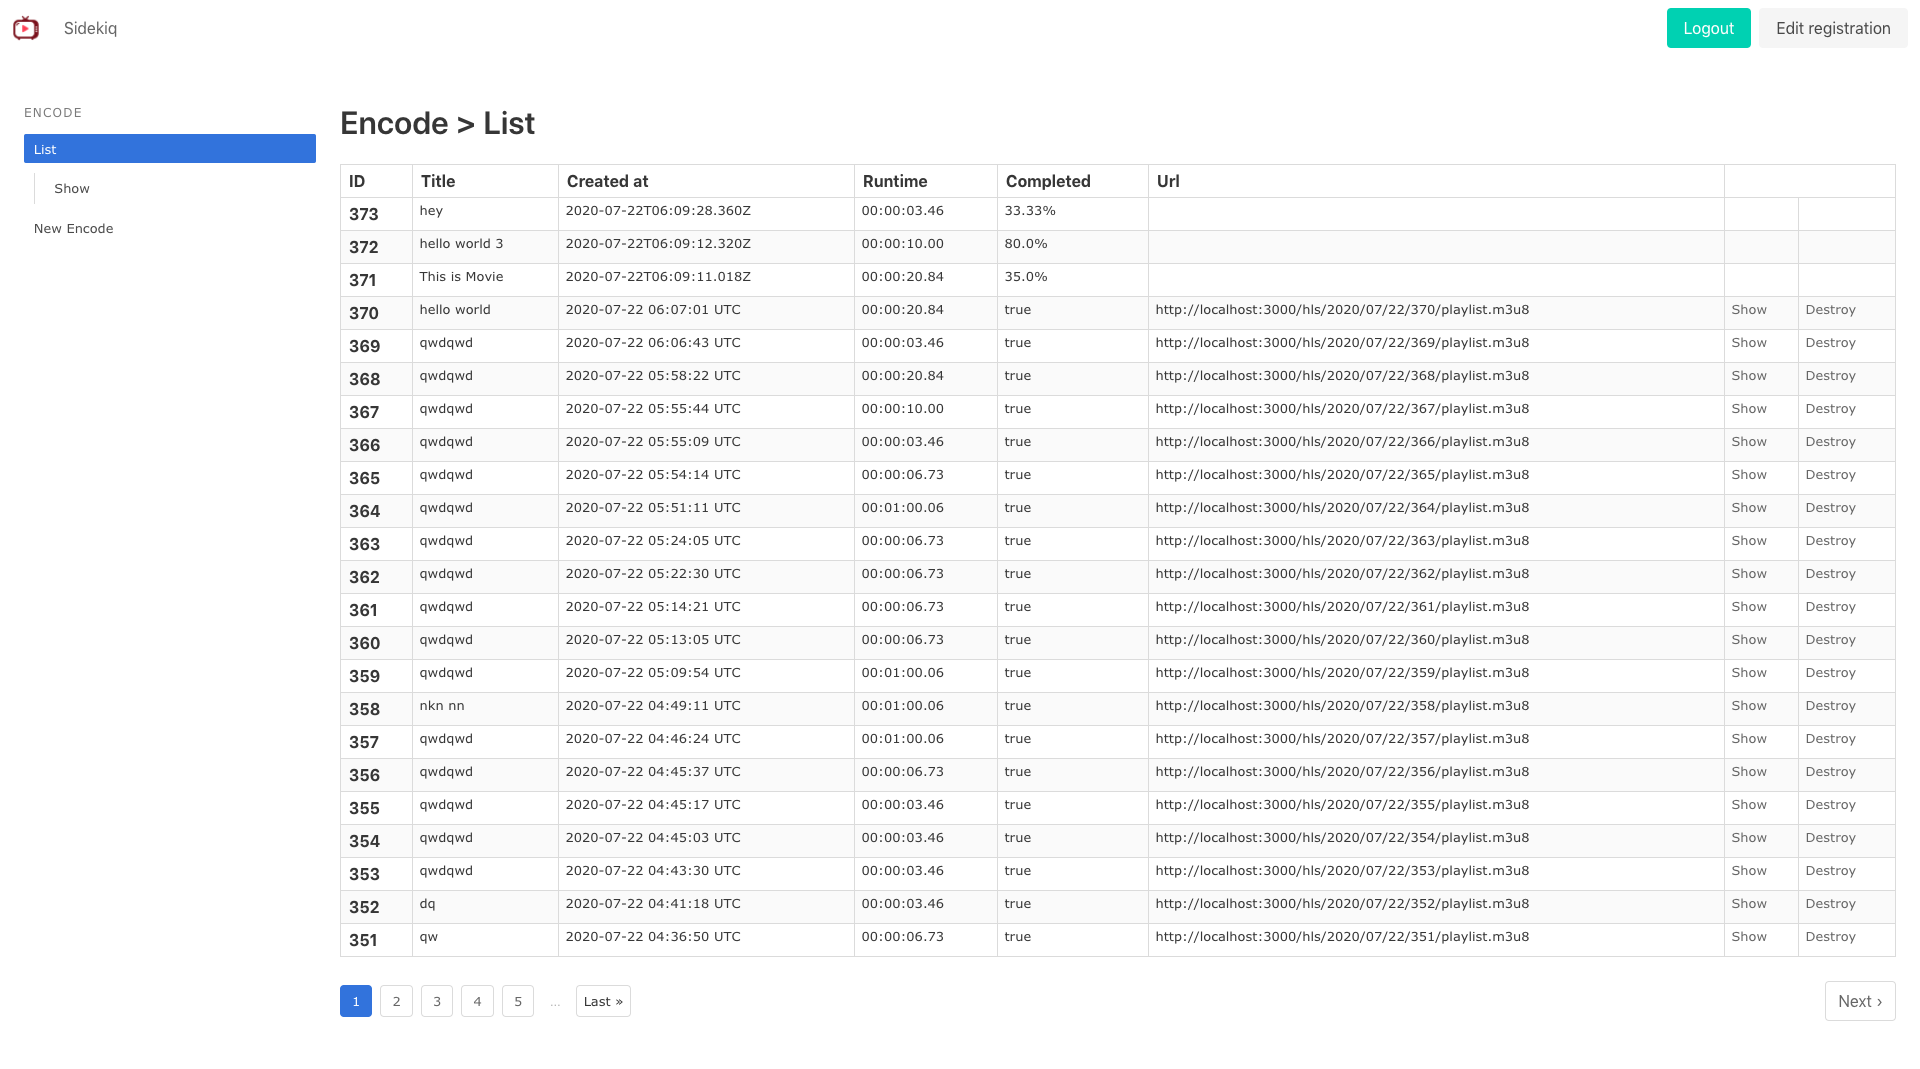 Sidekiq
Logout
Edit registration
ENCODE
List
Show
New Encode
Encode > List
ID Title Created at Runtime Completed Url
373 hey 2020-07-22T06:09:28.360Z 00:00:03.46 33.33%
372 hello world 3 2020-07-22T06:09:12.320Z 00:00:10.00 80.0%
371 This is Movie 2020-07-22T06:09:11.018Z 00:00:20.84 35.0%
370 hello world 2020-07-22 06:07:01 UTC 00:00:20.84 true http://localhost:3000/hls/2020/07/22/370/playlist.m3u8 Show Destroy
369 qwdqwd 2020-07-22 06:06:43 UTC 00:00:03.46 true http://localhost:3000/hls/2020/07/22/369/playlist.m3u8 Show Destroy
368 qwdqwd 2020-07-22 05:58:22 UTC 00:00:20.84 true http://localhost:3000/hls/2020/07/22/368/playlist.m3u8 Show Destroy
367 qwdqwd 2020-07-22 05:55:44 UTC 00:00:10.00 true http://localhost:3000/hls/2020/07/22/367/playlist.m3u8 Show Destroy
366 qwdqwd 2020-07-22 05:55:09 UTC 00:00:03.46 true http://localhost:3000/hls/2020/07/22/366/playlist.m3u8 Show Destroy
365 qwdqwd 2020-07-22 05:54:14 UTC 00:00:06.73 true http://localhost:3000/hls/2020/07/22/365/playlist.m3u8 Show Destroy
364 qwdqwd 2020-07-22 05:51:11 UTC 00:01:00.06 true http://localhost:3000/hls/2020/07/22/364/playlist.m3u8 Show Destroy
363 qwdqwd 2020-07-22 05:24:05 UTC 00:00:06.73 true http://localhost:3000/hls/2020/07/22/363/playlist.m3u8 Show Destroy
362 qwdqwd 2020-07-22 05:22:30 UTC 00:00:06.73 true http://localhost:3000/hls/2020/07/22/362/playlist.m3u8 Show Destroy
361 qwdqwd 2020-07-22 05:14:21 UTC 00:00:06.73 true http://localhost:3000/hls/2020/07/22/361/playlist.m3u8 Show Destroy
360 qwdqwd 2020-07-22 05:13:05 UTC 00:00:06.73 true http://localhost:3000/hls/2020/07/22/360/playlist.m3u8 Show Destroy
359 qwdqwd 2020-07-22 05:09:54 UTC 00:01:00.06 true http://localhost:3000/hls/2020/07/22/359/playlist.m3u8 Show Destroy
358 nkn nn 2020-07-22 04:49:11 UTC 00:01:00.06 true http://localhost:3000/hls/2020/07/22/358/playlist.m3u8 Show Destroy
357 qwdqwd 2020-07-22 04:46:24 UTC 00:01:00.06 true http://localhost:3000/hls/2020/07/22/357/playlist.m3u8 Show Destroy
356 qwdqwd 2020-07-22 04:45:37 UTC 00:00:06.73 true http://localhost:3000/hls/2020/07/22/356/playlist.m3u8 Show Destroy
355 qwdqwd 2020-07-22 04:45:17 UTC 00:00:03.46 true http://localhost:3000/hls/2020/07/22/355/playlist.m3u8 Show Destroy
354 qwdqwd 2020-07-22 04:45:03 UTC 00:00:03.46 true http://localhost:3000/hls/2020/07/22/354/playlist.m3u8 Show Destroy
353 qwdqwd 2020-07-22 04:43:30 UTC 00:00:03.46 true http://localhost:3000/hls/2020/07/22/353/playlist.m3u8 Show Destroy
352 dq 2020-07-22 04:41:18 UTC 00:00:03.46 true http://localhost:3000/hls/2020/07/22/352/playlist.m3u8 Show Destroy
351 qw 2020-07-22 04:36:50 UTC 00:00:06.73 true http://localhost:3000/hls/2020/07/22/351/playlist.m3u8 Show Destroy
1 2 3 4 5 … Last »
Next ›